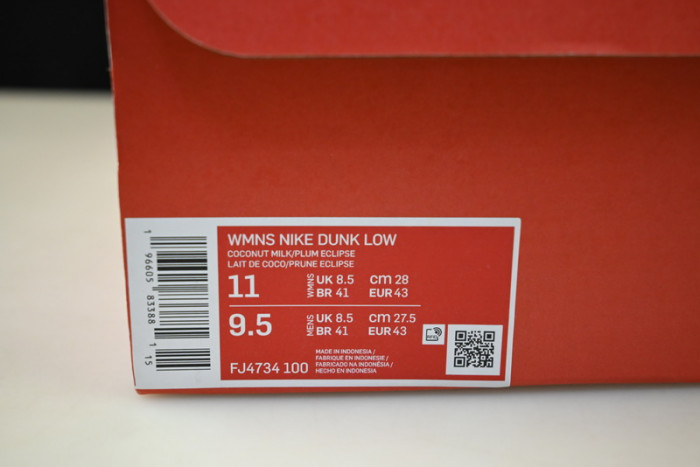 WMNS NIKE DUNK LOW
COCONUT MILK/PLUM ECLIPSE
LAIT DE COCO/PRUNE ECLIPSE
11 WMNS UK 8.5 CM 28
BR 41 EUR 43
9.5 MENS UK 8.5 CM 27.5
BR 41 EUR 43
FJ4734 100
MADE IN INDONESIA /
FABRIQUE EN INDONESIE /
FABRICADO NA INDONÉSIA /
HECHO EN INDONESIA
1 96605 83388 1 15